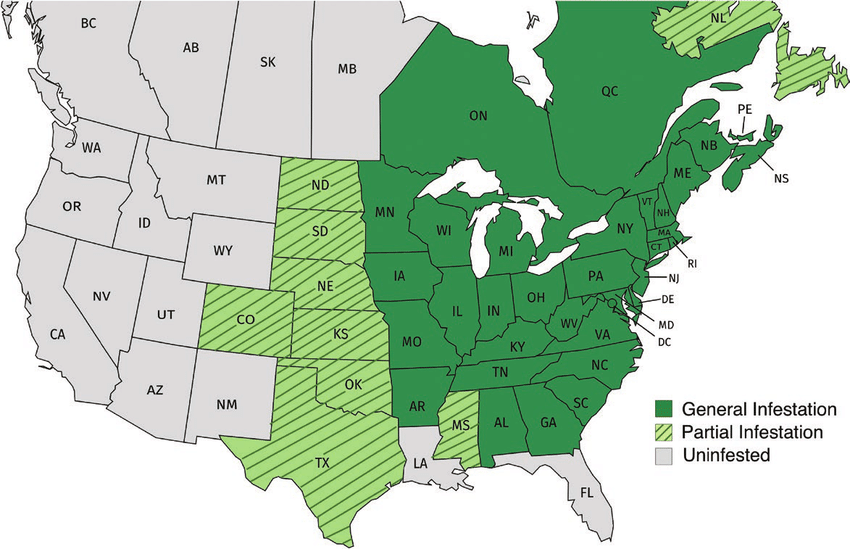 BC
AB
SK
MB
ON
QC
NL
PE
NB
NS
ME
WA
MT
ND
MN
OR
ID
SD
WI
MI
NY
VT
NH
MA
CT
RI
WY
NE
IA
PA
NJ
NV
UT
CO
KS
IL
IN
OH
DE
MD
DC
CA
MO
WV
VA
KY
AZ
NM
OK
AR
TN
NC
SC
MS
AL
GA
TX
LA
FL
General Infestation
Partial Infestation
Uninfested